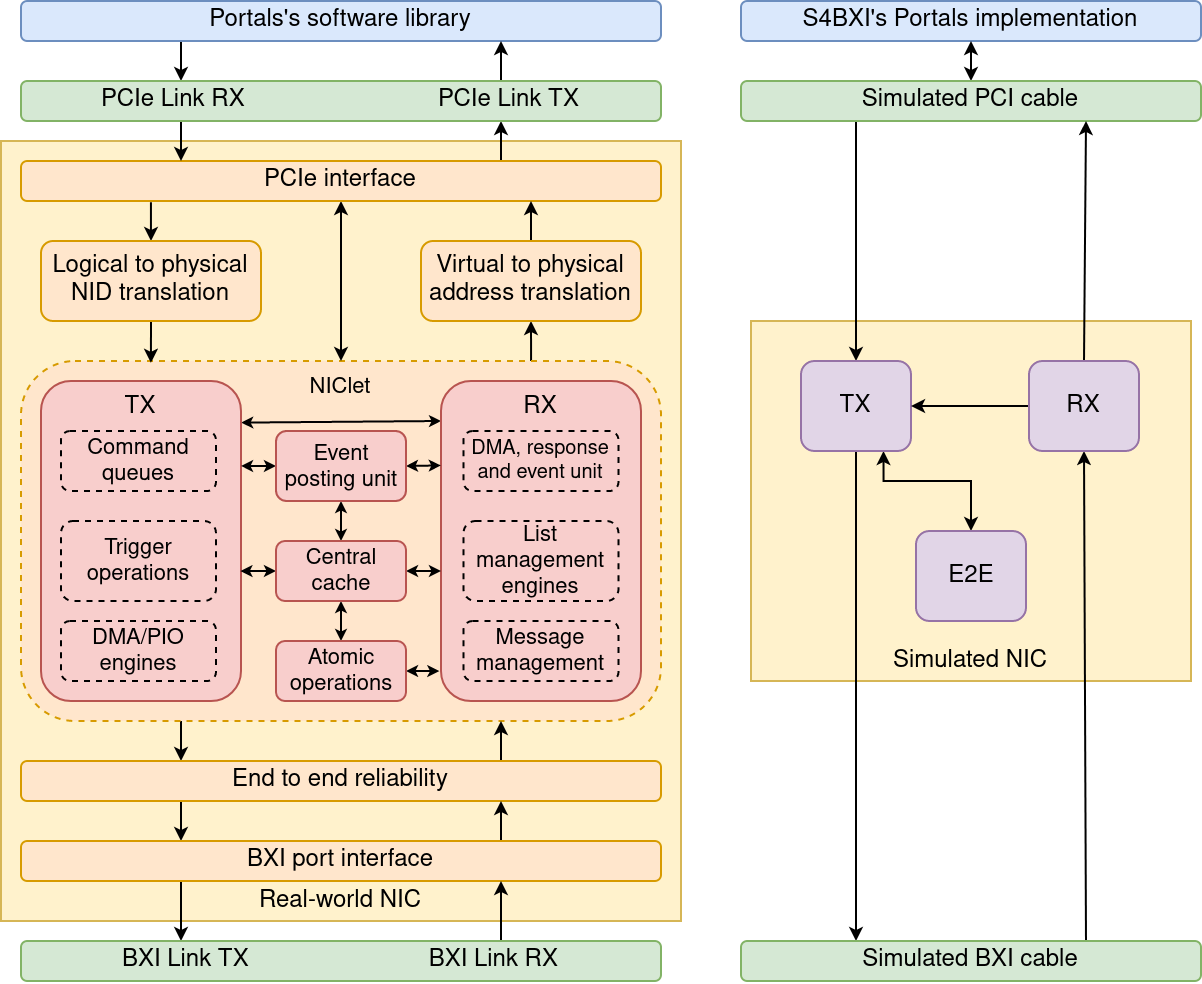 Portals's software library
PCIe Link RX
PCIe Link TX
PCIe interface
Logical to physical
NID translation
Virtual to physical
address translation
NIClet
TX
Command
queues
Trigger
operations
DMA/PIO
engines
Event
posting unit
Central
cache
Atomic
operations
RX
DMA, response
and event unit
List
management
engines
Message
management
End to end reliability
BXI port interface
Real-world NIC
BXI Link TX
BXI Link RX
S4BXI's Portals implementation
Simulated PCI cable
TX
RX
E2E
Simulated NIC
Simulated BXI cable